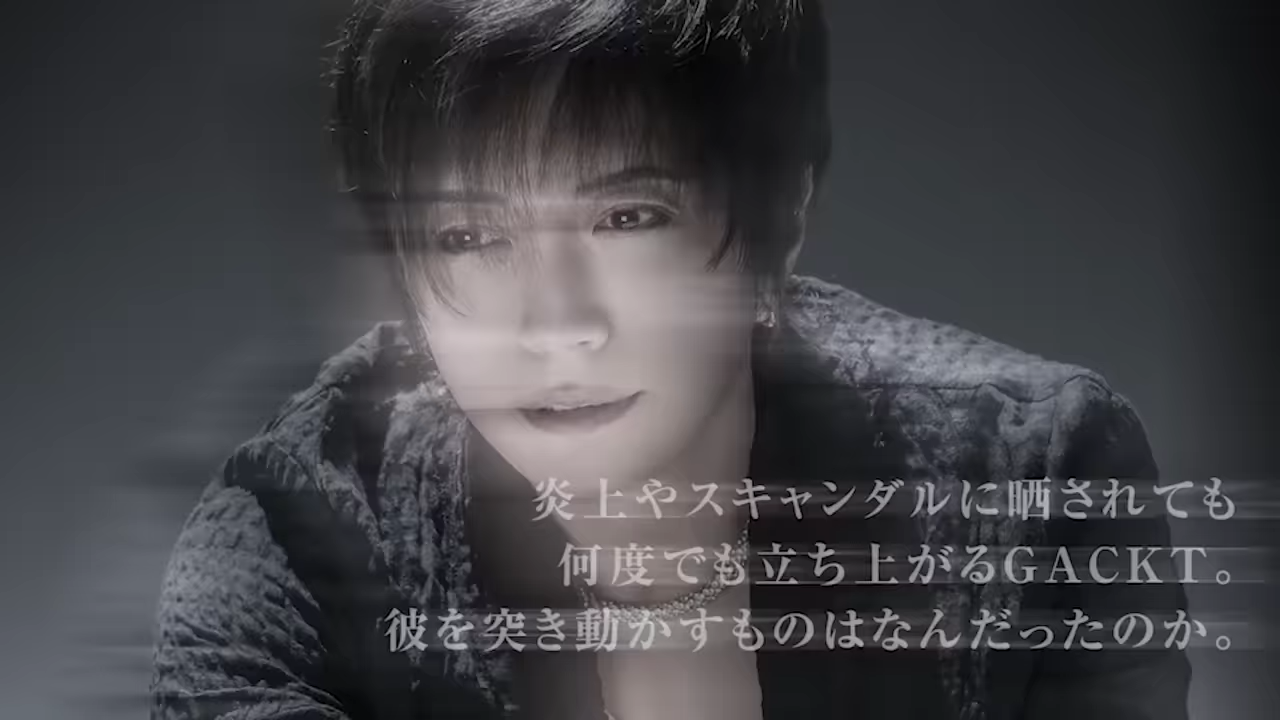 炎上やスキャンダルに晒されても
何度でも立ち上がるGACKT。
彼を突き動かすものはなんだったのか。